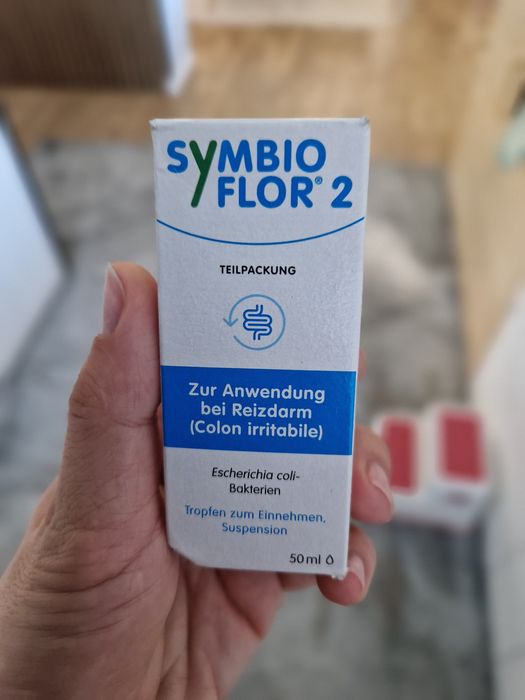 SYMBIO
FLOR® 2
TEILPACKUNG
Zur Anwendung
bei Reizdarm
(Colon irritabile)
Escherichia coli-
Bakterien
Tropfen zum Einnehmen,
Suspension
50 ml